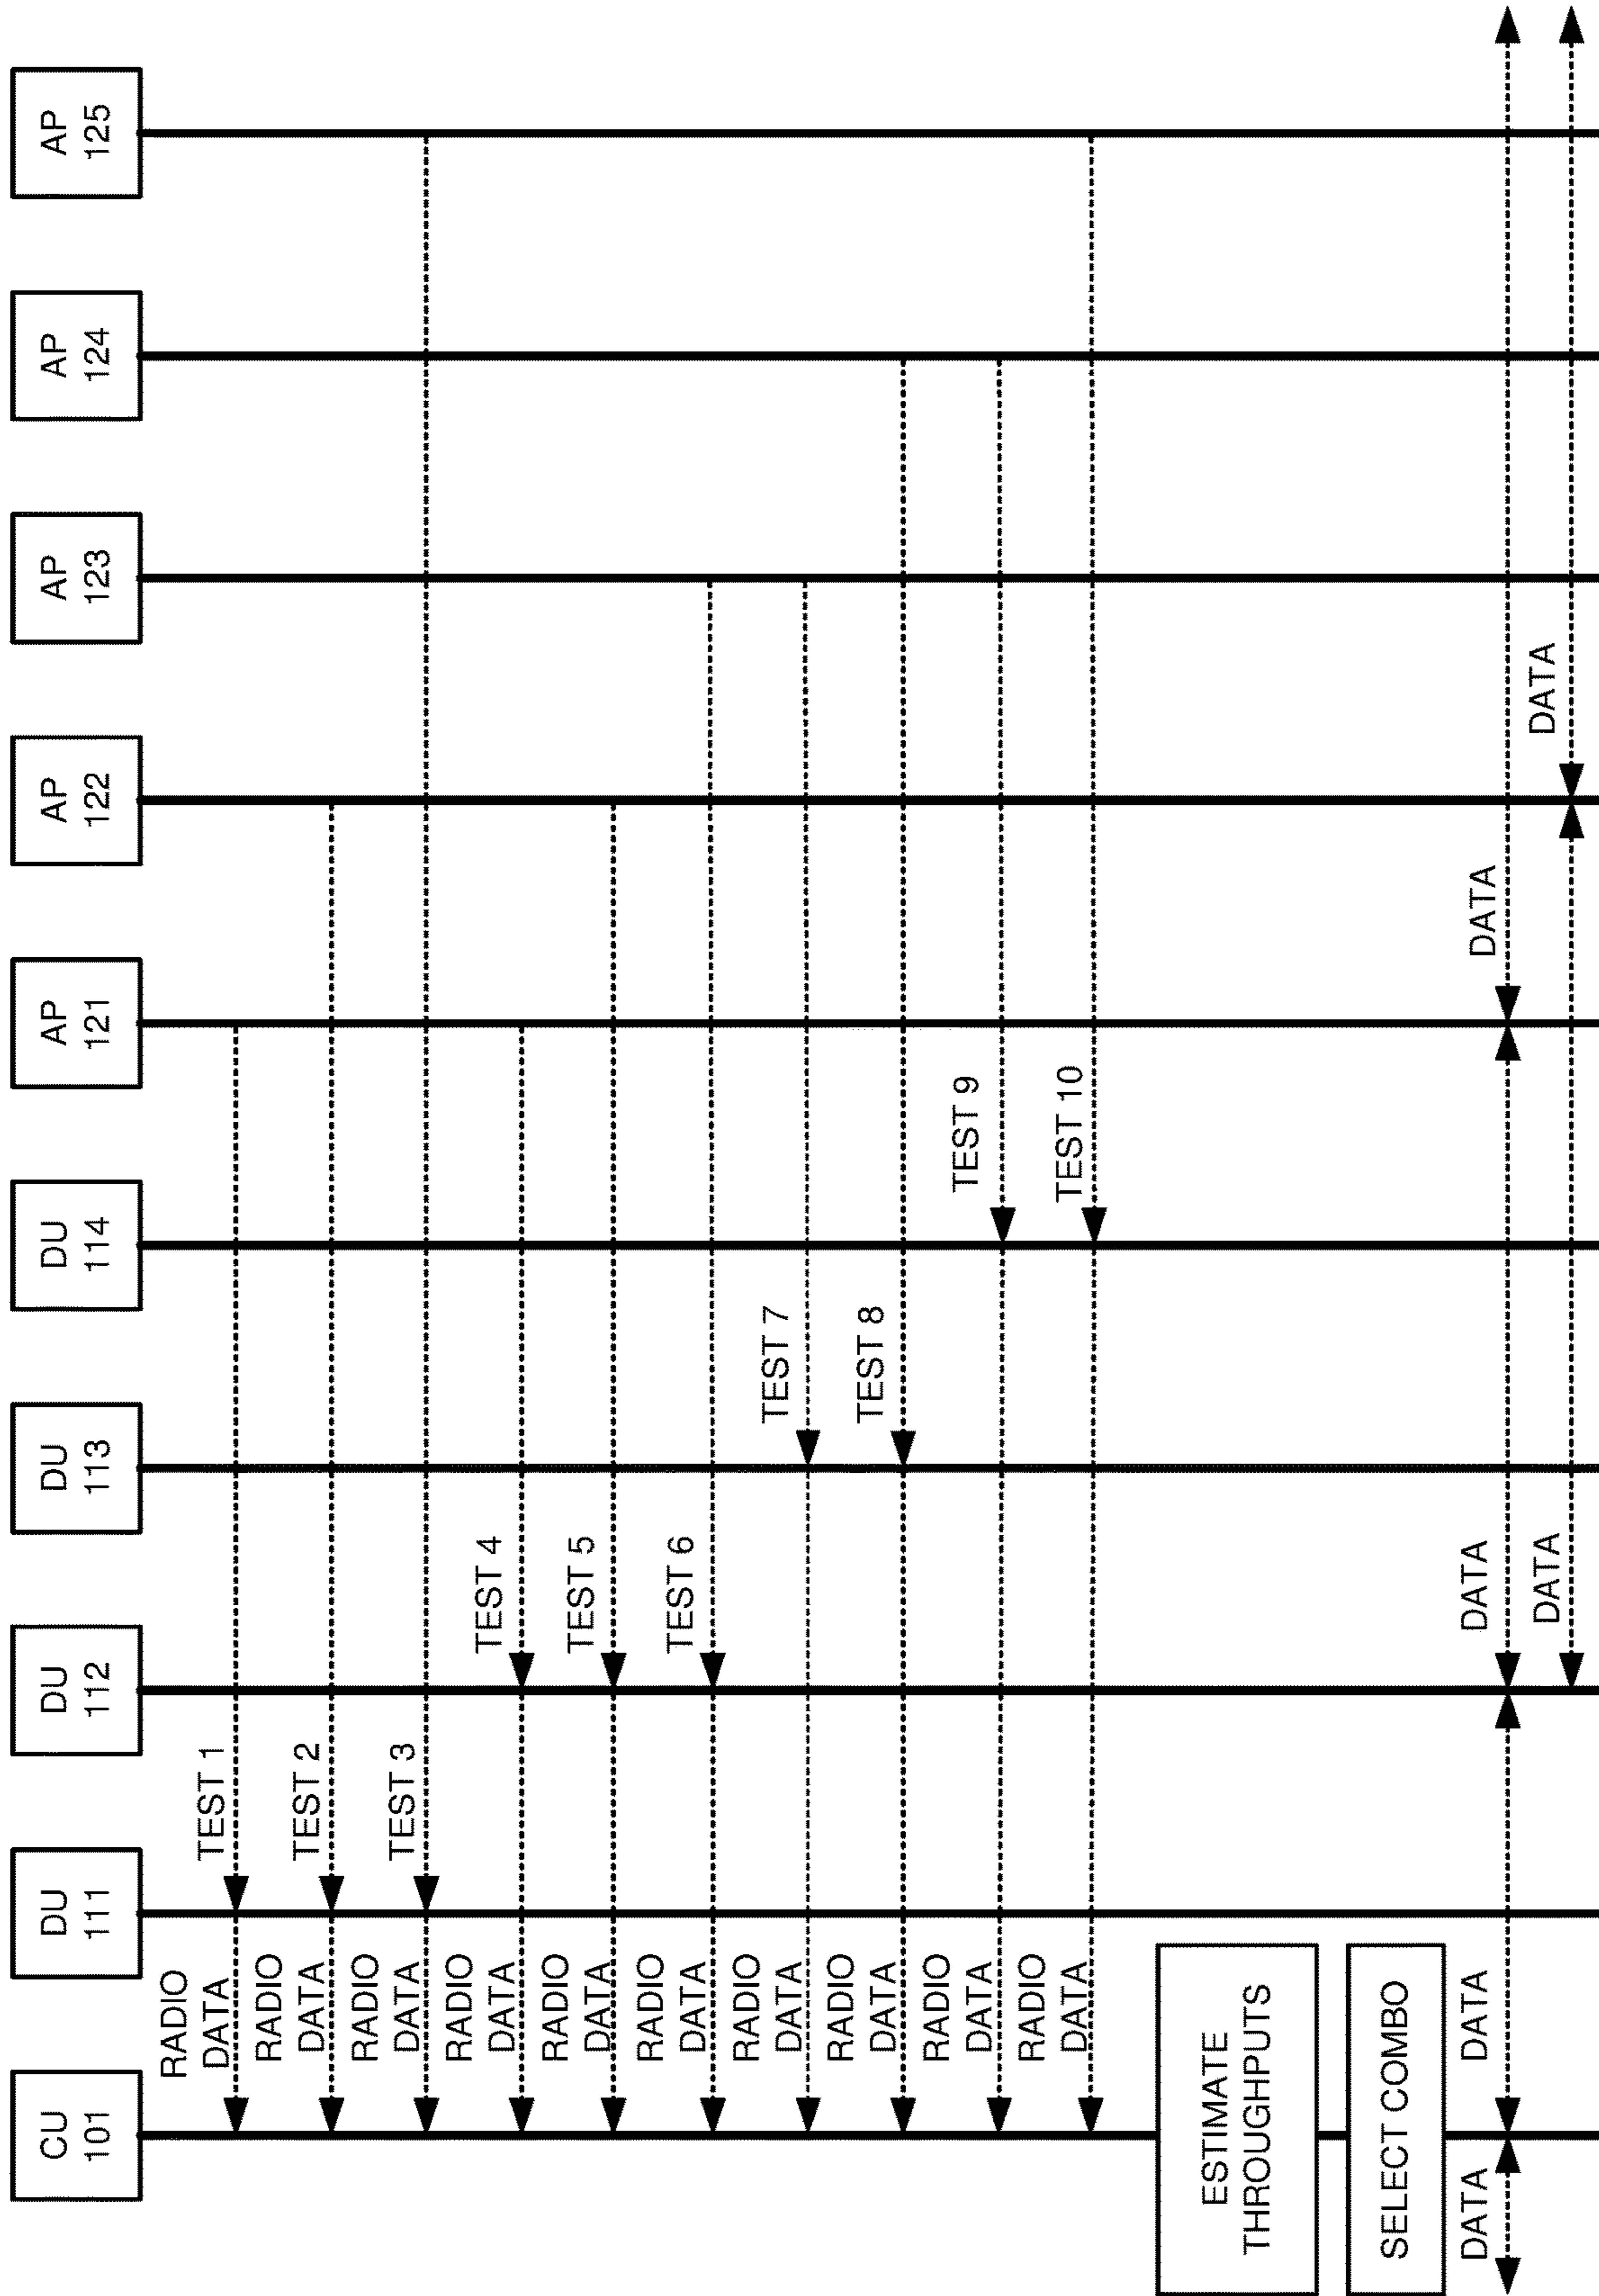 CU
101
DU
111
DU
112
DU
113
DU
114
AP
121
AP
122
AP
123
AP
124
AP
125
RADIO
DATA
TEST 1
RADIO
DATA
TEST 2
RADIO
DATA
TEST 3
RADIO
DATA
TEST 4
RADIO
DATA
TEST 5
RADIO
DATA
TEST 6
RADIO
DATA
TEST 7
RADIO
DATA
TEST 8
RADIO
DATA
TEST 9
RADIO
DATA
TEST 10
ESTIMATE
THROUGHPUTS
SELECT COMBO
DATA
DATA
DATA
DATA
DATA
DATA